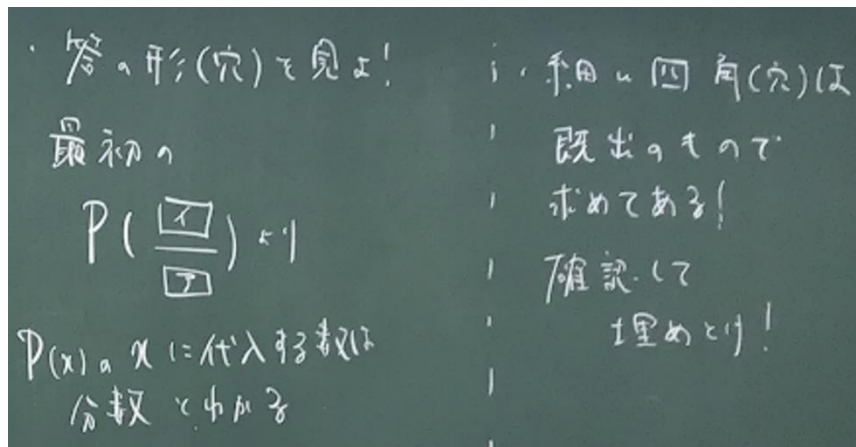 ・答の形(穴)を見よ!
最初の
P(イ/ア)より
P(x)のxに代入する数は
分数とわかる
・細い四角(穴)は
既出のもので
求めてある!
確認して
埋めとけ!